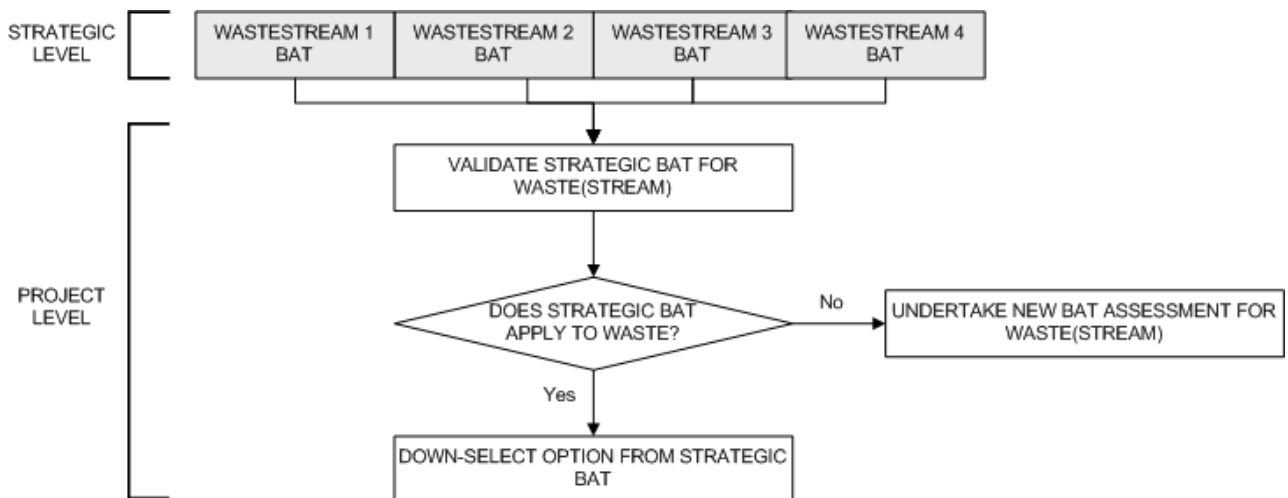 STRATEGIC
LEVEL
WASTESTREAM 1
BAT
WASTESTREAM 2
BAT
WASTESTREAM 3
BAT
WASTESTREAM 4
BAT
VALIDATE STRATEGIC BAT FOR
WASTE(STREAM)
PROJECT
LEVEL
DOES STRATEGIC BAT
APPLY TO WASTE?
No
UNDERTAKE NEW BAT ASSESSMENT FOR
WASTE(STREAM)
Yes
DOWN-SELECT OPTION FROM STRATEGIC
BAT